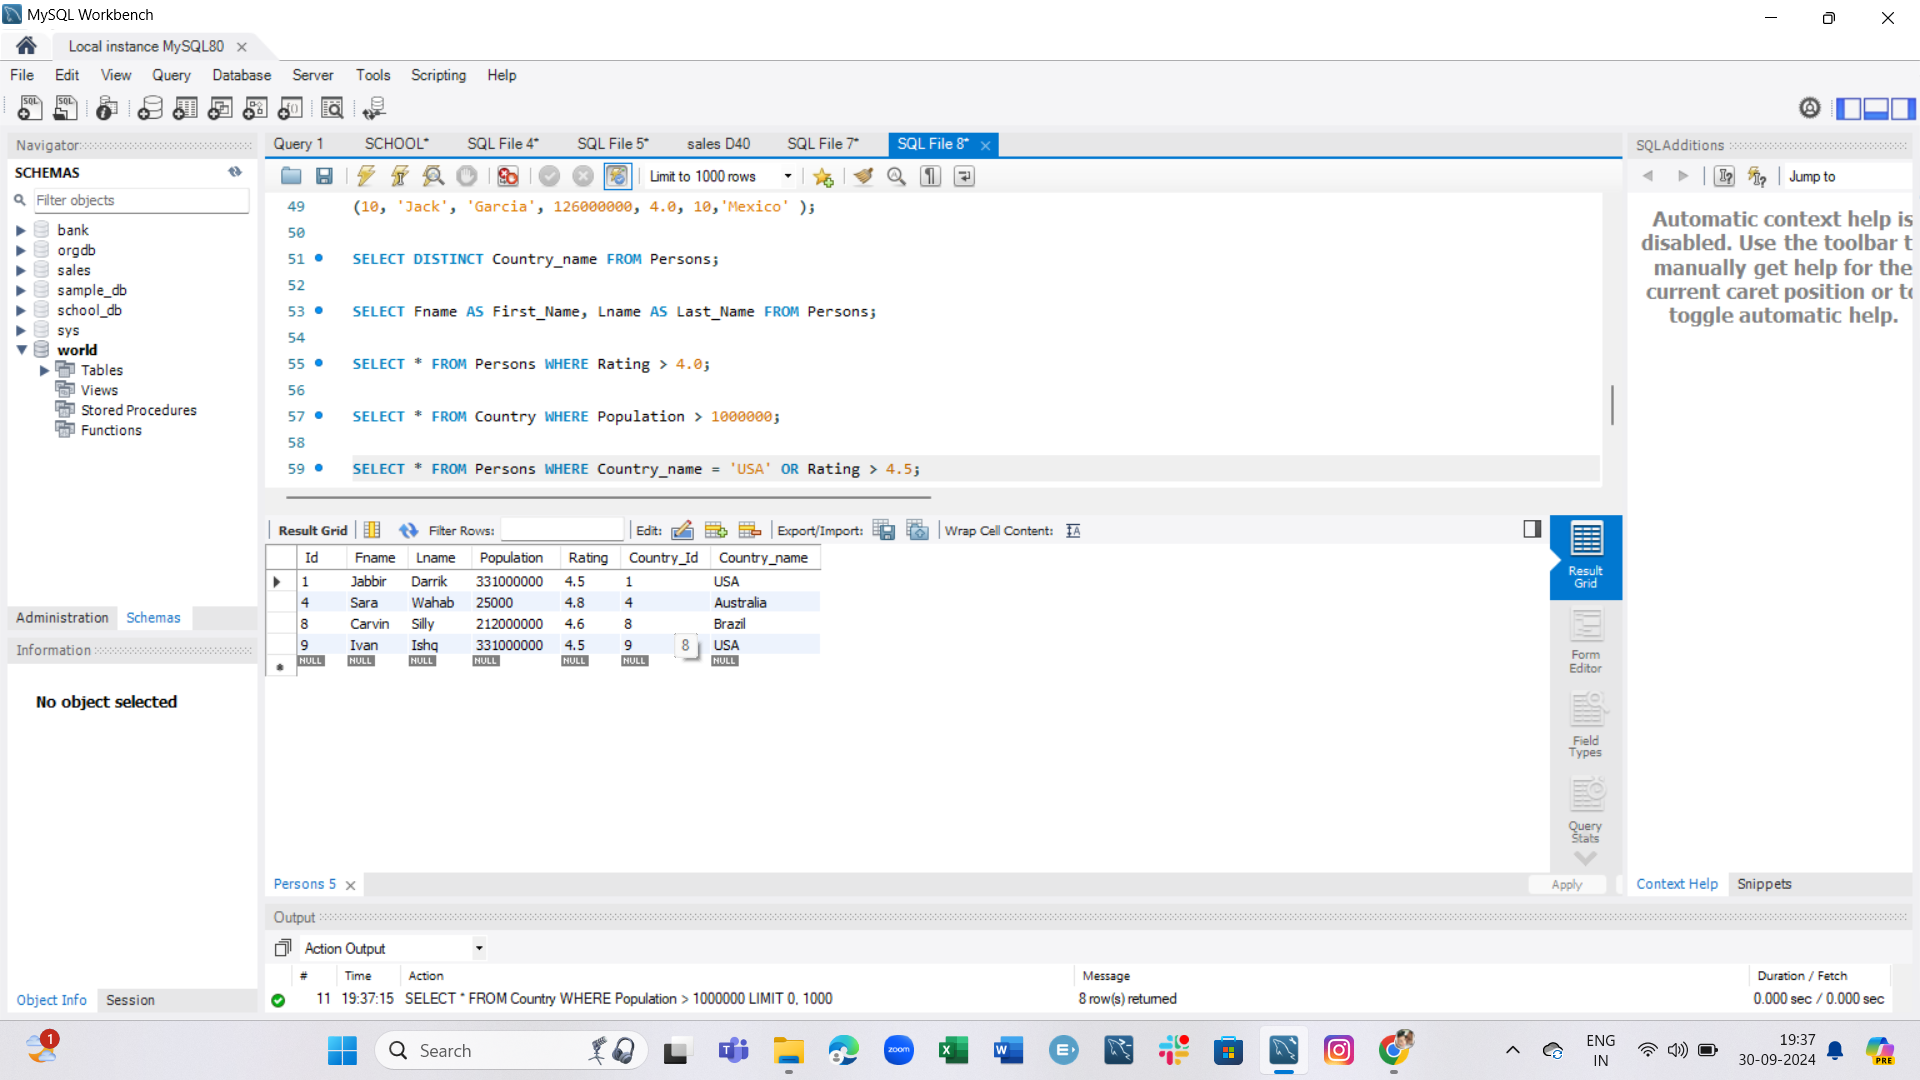 MySQL Workbench
Local instance MySQL80
File Edit View Query Database Server Tools Scripting Help
Navigator
SCHEMAS
Filter objects
bank
orgdb
sales
sample_db
school_db
sys
world
Tables
Views
Stored Procedures
Functions
Administration Schemas
Information
No object selected
Object Info Session
Query 1 SCHOOL* SQL File 4* SQL File 5* sales D40 SQL File 7* SQL File 8*
Limit to 1000 rows
49 (10, 'Jack', 'Garcia', 126000000, 4.0, 10,'Mexico' );
50
51 SELECT DISTINCT Country_name FROM Persons;
52
53 SELECT Fname AS First_Name, Lname AS Last_Name FROM Persons;
54
55 SELECT * FROM Persons WHERE Rating > 4.0;
56
57 SELECT * FROM Country WHERE Population > 1000000;
58
59 SELECT * FROM Persons WHERE Country_name = 'USA' OR Rating > 4.5;
Result Grid Filter Rows: Edit: Export/Import: Wrap Cell Content:
Id Fname Lname Population Rating Country_Id Country_name
1 Jabbir Darrik 331000000 4.5 1 USA
4 Sara Wahab 25000 4.8 4 Australia
8 Carvin Silly 212000000 4.6 8 Brazil
9 Ivan Ishq 331000000 4.5 9 8 USA
NULL NULL NULL NULL NULL NULL NULL
Result
Grid
Form
Editor
Field
Types
Query
Stats
Persons 5 Apply
SQLAdditions
Jump to
Automatic context help is
disabled. Use the toolbar t
manually get help for the
current caret position or to
toggle automatic help.
Context Help Snippets
Output
Action Output
# Time Action Message Duration / Fetch
11 19:37:15 SELECT * FROM Country WHERE Population > 1000000 LIMIT 0, 1000 8 row(s) returned 0.000 sec / 0.000 sec
1
Search
zoom
ENG
IN
19:37
30-09-2024
PRE